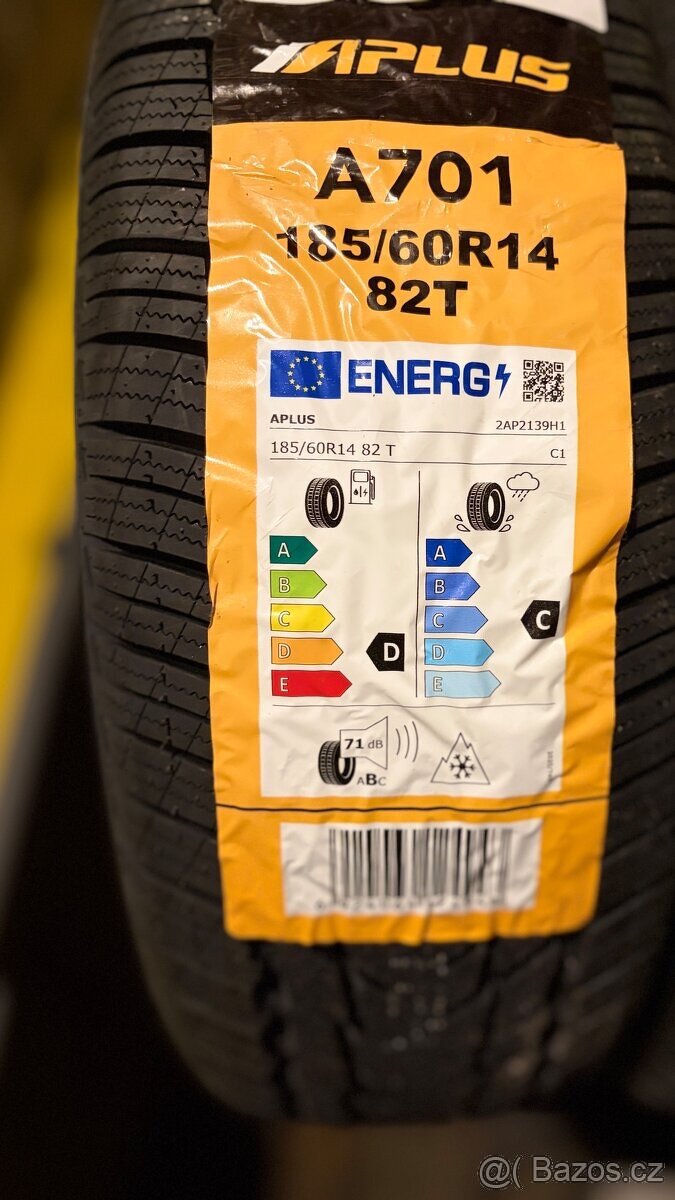 APLUS
A701
185/60R14
82T
ENERG
APLUS 2AP2139H1
185/60R14 82 T C1
A A
B B
C C C
D D D
E E
71 dB
ABC
@( Bazos.cz